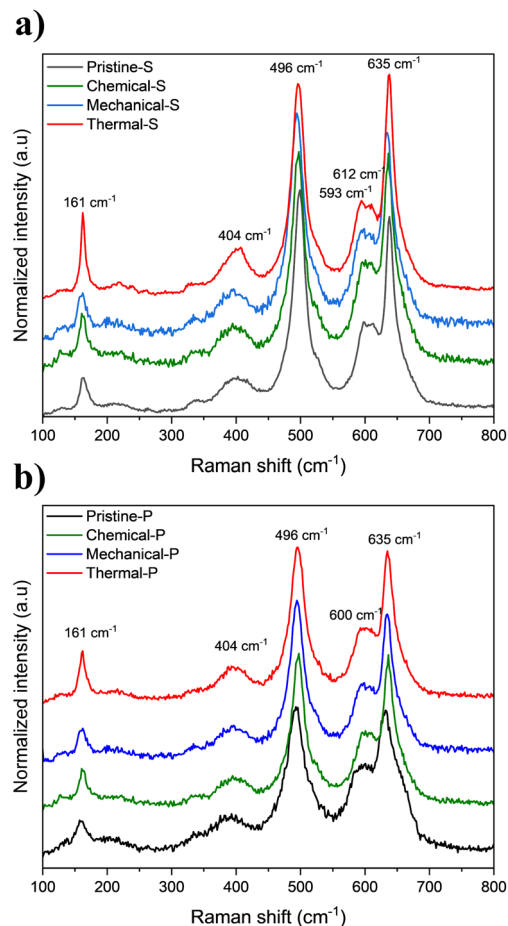 a)
Pristine-S
Chemical-S
Mechanical-S
Thermal-S
161 cm-1
404 cm-1
496 cm-1
593 cm-1
612 cm-1
635 cm-1
Normalized intensity (a.u)
100 200 300 400 500 600 700 800
Raman shift (cm-1)
b)
Pristine-P
Chemical-P
Mechanical-P
Thermal-P
161 cm-1
404 cm-1
496 cm-1
600 cm-1
635 cm-1
Normalized intensity (a.u)
100 200 300 400 500 600 700 800
Raman shift (cm-1)